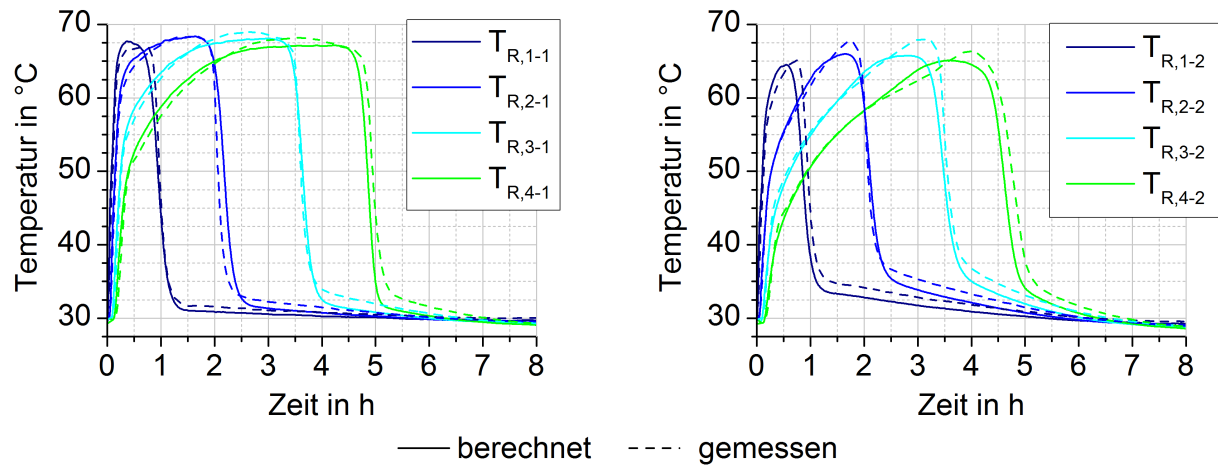 70
60
50
40
30
Temperatur in °C
0 1 2 3 4 5 6 7 8
Zeit in h
T R,1-1
T R,2-1
T R,3-1
T R,4-1
70
60
50
40
30
Temperatur in °C
0 1 2 3 4 5 6 7 8
Zeit in h
T R,1-2
T R,2-2
T R,3-2
T R,4-2
berechnet gemessen